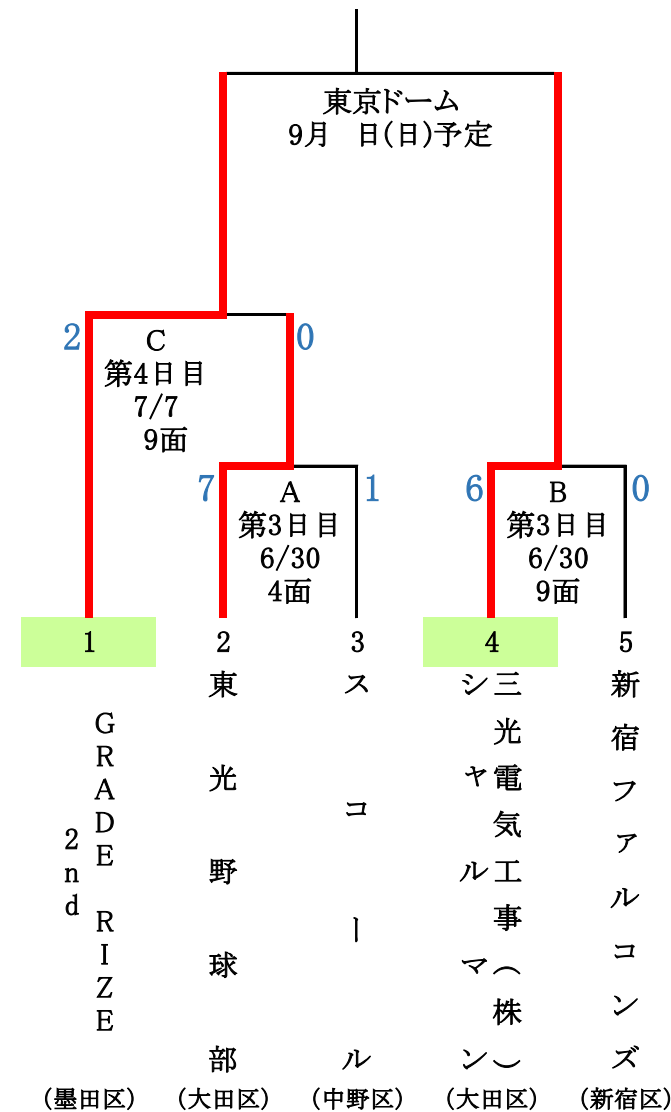 東京ドーム
9月　日(日)予定
2
C
0
第4日目
7/7
9面
7
A
1
第3日目
6/30
4面
6
B
0
第3日目
6/30
9面
1
2
3
4
5
GRADE RIZE
2nd
東光野球部
スコール
三光電気工事(株)
シャルマン
新宿ファルコンズ
(墨田区)
(大田区)
(中野区)
(大田区)
(新宿区)